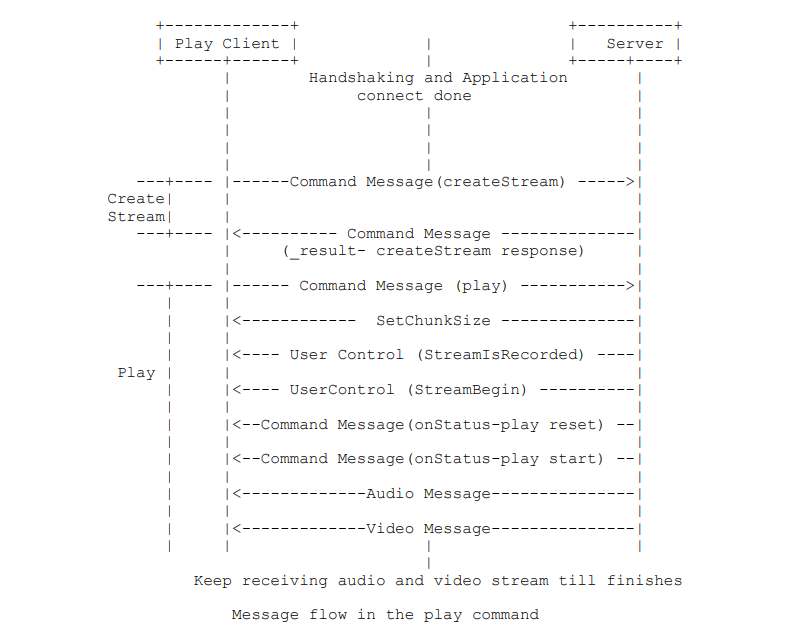 +-------------+                            +----------+
| Play Client |             |              |   Server |
+------+------+             |              +-----+----+
|        Handshaking and Application       |
|             connect done                 |
|                    |                     |
|                    |                     |
|                    |                     |
|                    |                     |
---+---- |------Command Message(createStream) ----->|
Create|     |                                          |
Stream|     |                                          |
---+---- |<---------- Command Message --------------|
|     (_result- createStream response)     |
|                                          |
---+---- |------ Command Message (play) ----------->|
|     |                                          |
|     |<------------  SetChunkSize --------------|
|     |                                          |
|     |<---- User Control (StreamIsRecorded) ----|
Play |     |                                          |
|     |<---- UserControl (StreamBegin) ----------|
|     |                                          |
|     |<--Command Message(onStatus-play reset) --|
|     |                                          |
|     |<--Command Message(onStatus-play start) --|
|     |                                          |
|     |<-------------Audio Message---------------|
|     |                                          |
|     |<-------------Video Message---------------|
|     |                    |                     |
|
Keep receiving audio and video stream till finishes
Message flow in the play command